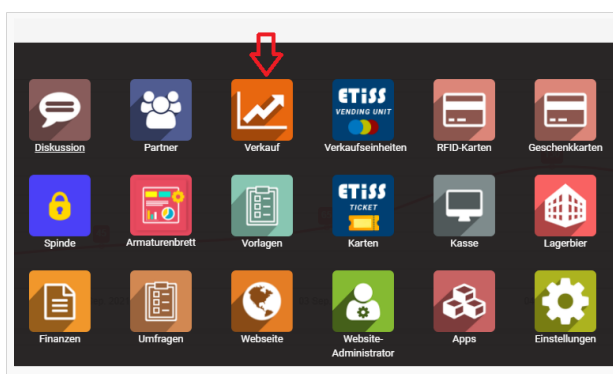 ETiSS
VENDING UNIT
Diskussion
Partner
Verkauf
Verkaufseinheiten
RFID-Karten
Geschenkkarten
ETiSS
TICKET
Spinde
Armaturenbrett
Vorlagen
Karten
Kasse
Lagerbier
Finanzen
Umfragen
Webseite
Website-
Administrator
Apps
Einstellungen